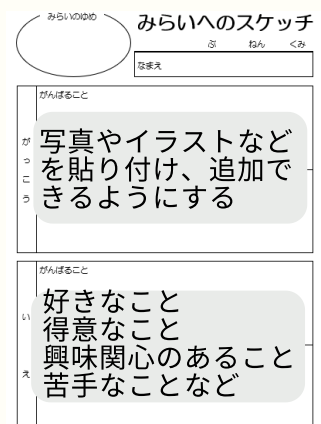 みらいのゆめ
みらいへのスケッチ
ぶ ねん くみ
なまえ
がっこう
がんばること
写真やイラストなど
を貼り付け、追加で
きるようにする
いえ
がんばること
好きなこと
得意なこと
興味関心のあること
苦手なことなど